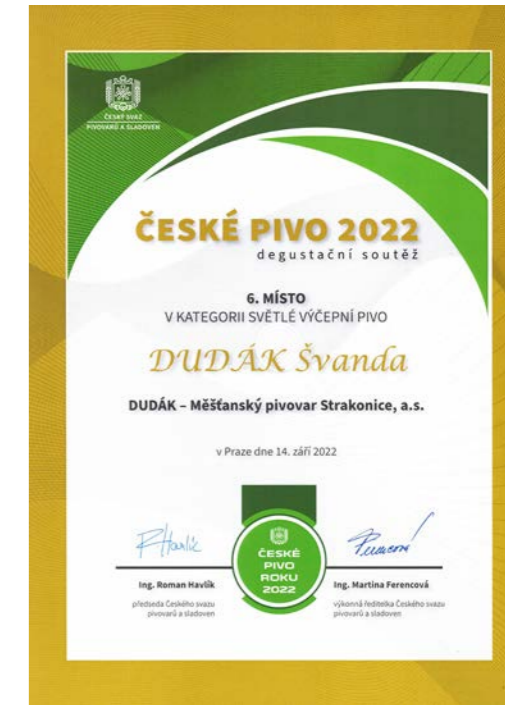 ČESKÝ SVAZ
PIVOVARŮ A SLADOVEN
ČESKÉ PIVO 2022
degustační soutěž
6. MÍSTO
V KATEGORII SVĚTLÉ VÝČEPNÍ PIVO
DUDÁK Švanda
DUDÁK – Měšťanský pivovar Strakonice, a.s.
v Praze dne 14. září 2022
RHavlík
Ferencová
ČESKÉ
PIVO
ROKU
2022
Ing. Roman Havlík
předseda Českého svazu
pivovarů a sladoven
Ing. Martina Ferencová
výkonná ředitelka Českého svazu
pivovarů a sladoven